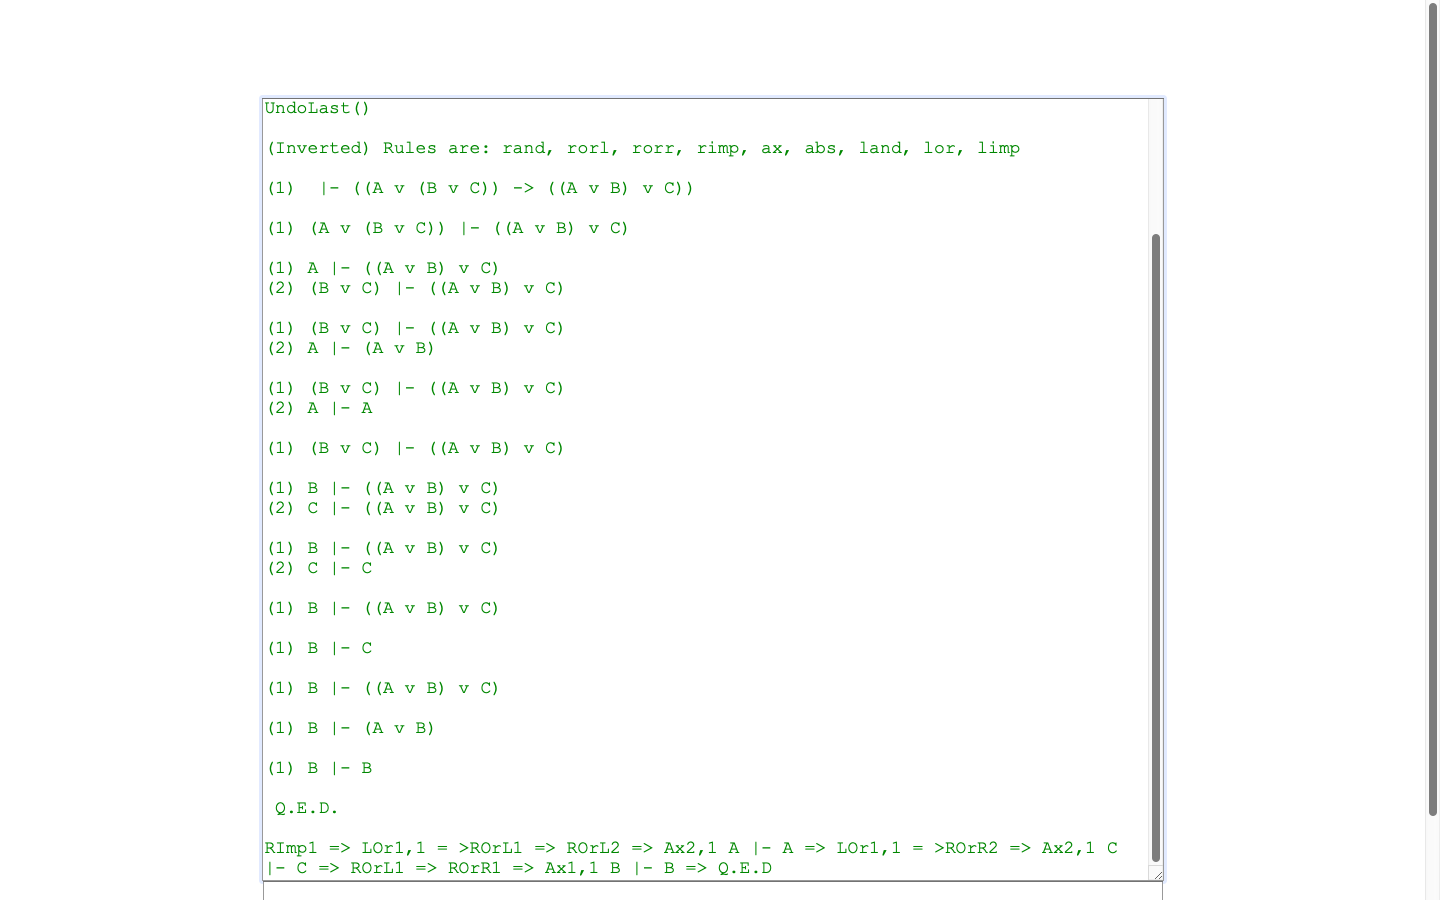 UndoLast()
(Inverted) Rules are: rand, rorl, rorr, rimp, ax, abs, land, lor, limp
(1)  |- ((A v (B v C)) -> ((A v B) v C))
(1) (A v (B v C)) |- ((A v B) v C)
(1) A |- ((A v B) v C)
(2) (B v C) |- ((A v B) v C)
(1) (B v C) |- ((A v B) v C)
(2) A |- (A v B)
(1) (B v C) |- ((A v B) v C)
(2) A |- A
(1) (B v C) |- ((A v B) v C)
(1) B |- ((A v B) v C)
(2) C |- ((A v B) v C)
(1) B |- ((A v B) v C)
(2) C |- C
(1) B |- ((A v B) v C)
(1) B |- C
(1) B |- ((A v B) v C)
(1) B |- (A v B)
(1) B |- B
Q.E.D.
RImp1 => LOr1,1 = >ROrL1 => ROrL2 => Ax2,1 A |- A => LOr1,1 = >ROrR2 => Ax2,1 C
|- C => ROrL1 => ROrR1 => Ax1,1 B |- B => Q.E.D